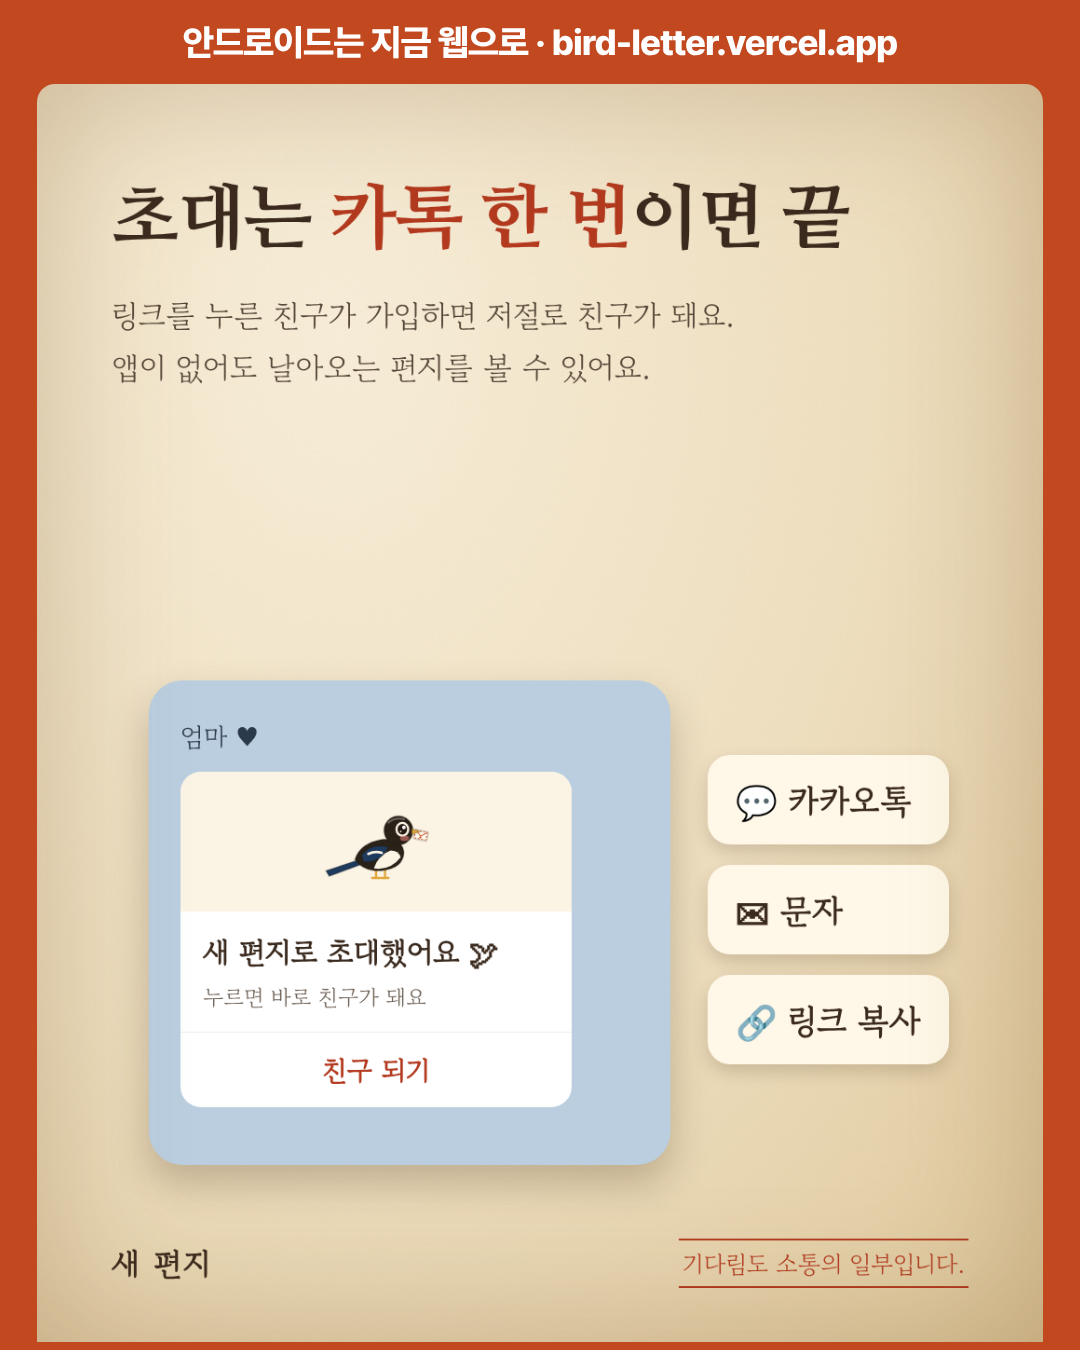 안드로이드는 지금 웹으로 · bird-letter.vercel.app
초대는 카톡 한 번이면 끝
링크를 누른 친구가 가입하면 저절로 친구가 돼요.
앱이 없어도 날아오는 편지를 볼 수 있어요.
엄마 ♥
새 편지로 초대했어요 🕊
누르면 바로 친구가 돼요
친구 되기
💬 카카오톡
✉ 문자
🔗 링크 복사
새 편지
기다림도 소통의 일부입니다.